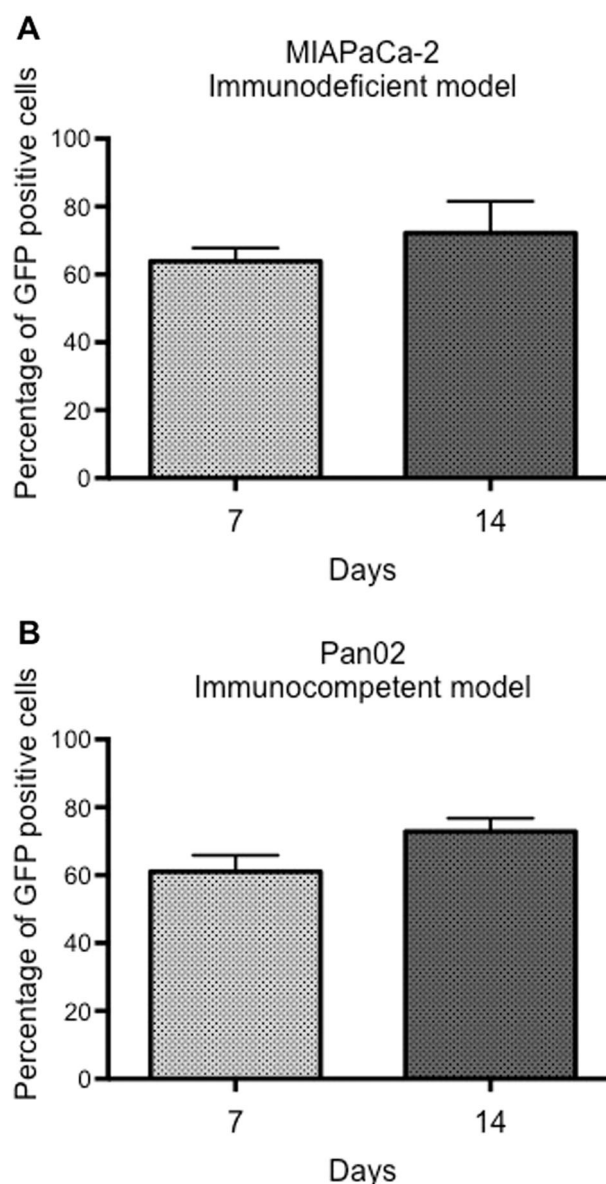 A
MIAPaCa-2
Immunodeficient model
Percentage of GFP positive cells
100
80
60
40
20
0
7 14
Days
B
Pan02
Immunocompetent model
Percentage of GFP positive cells
100
80
60
40
20
0
7 14
Days